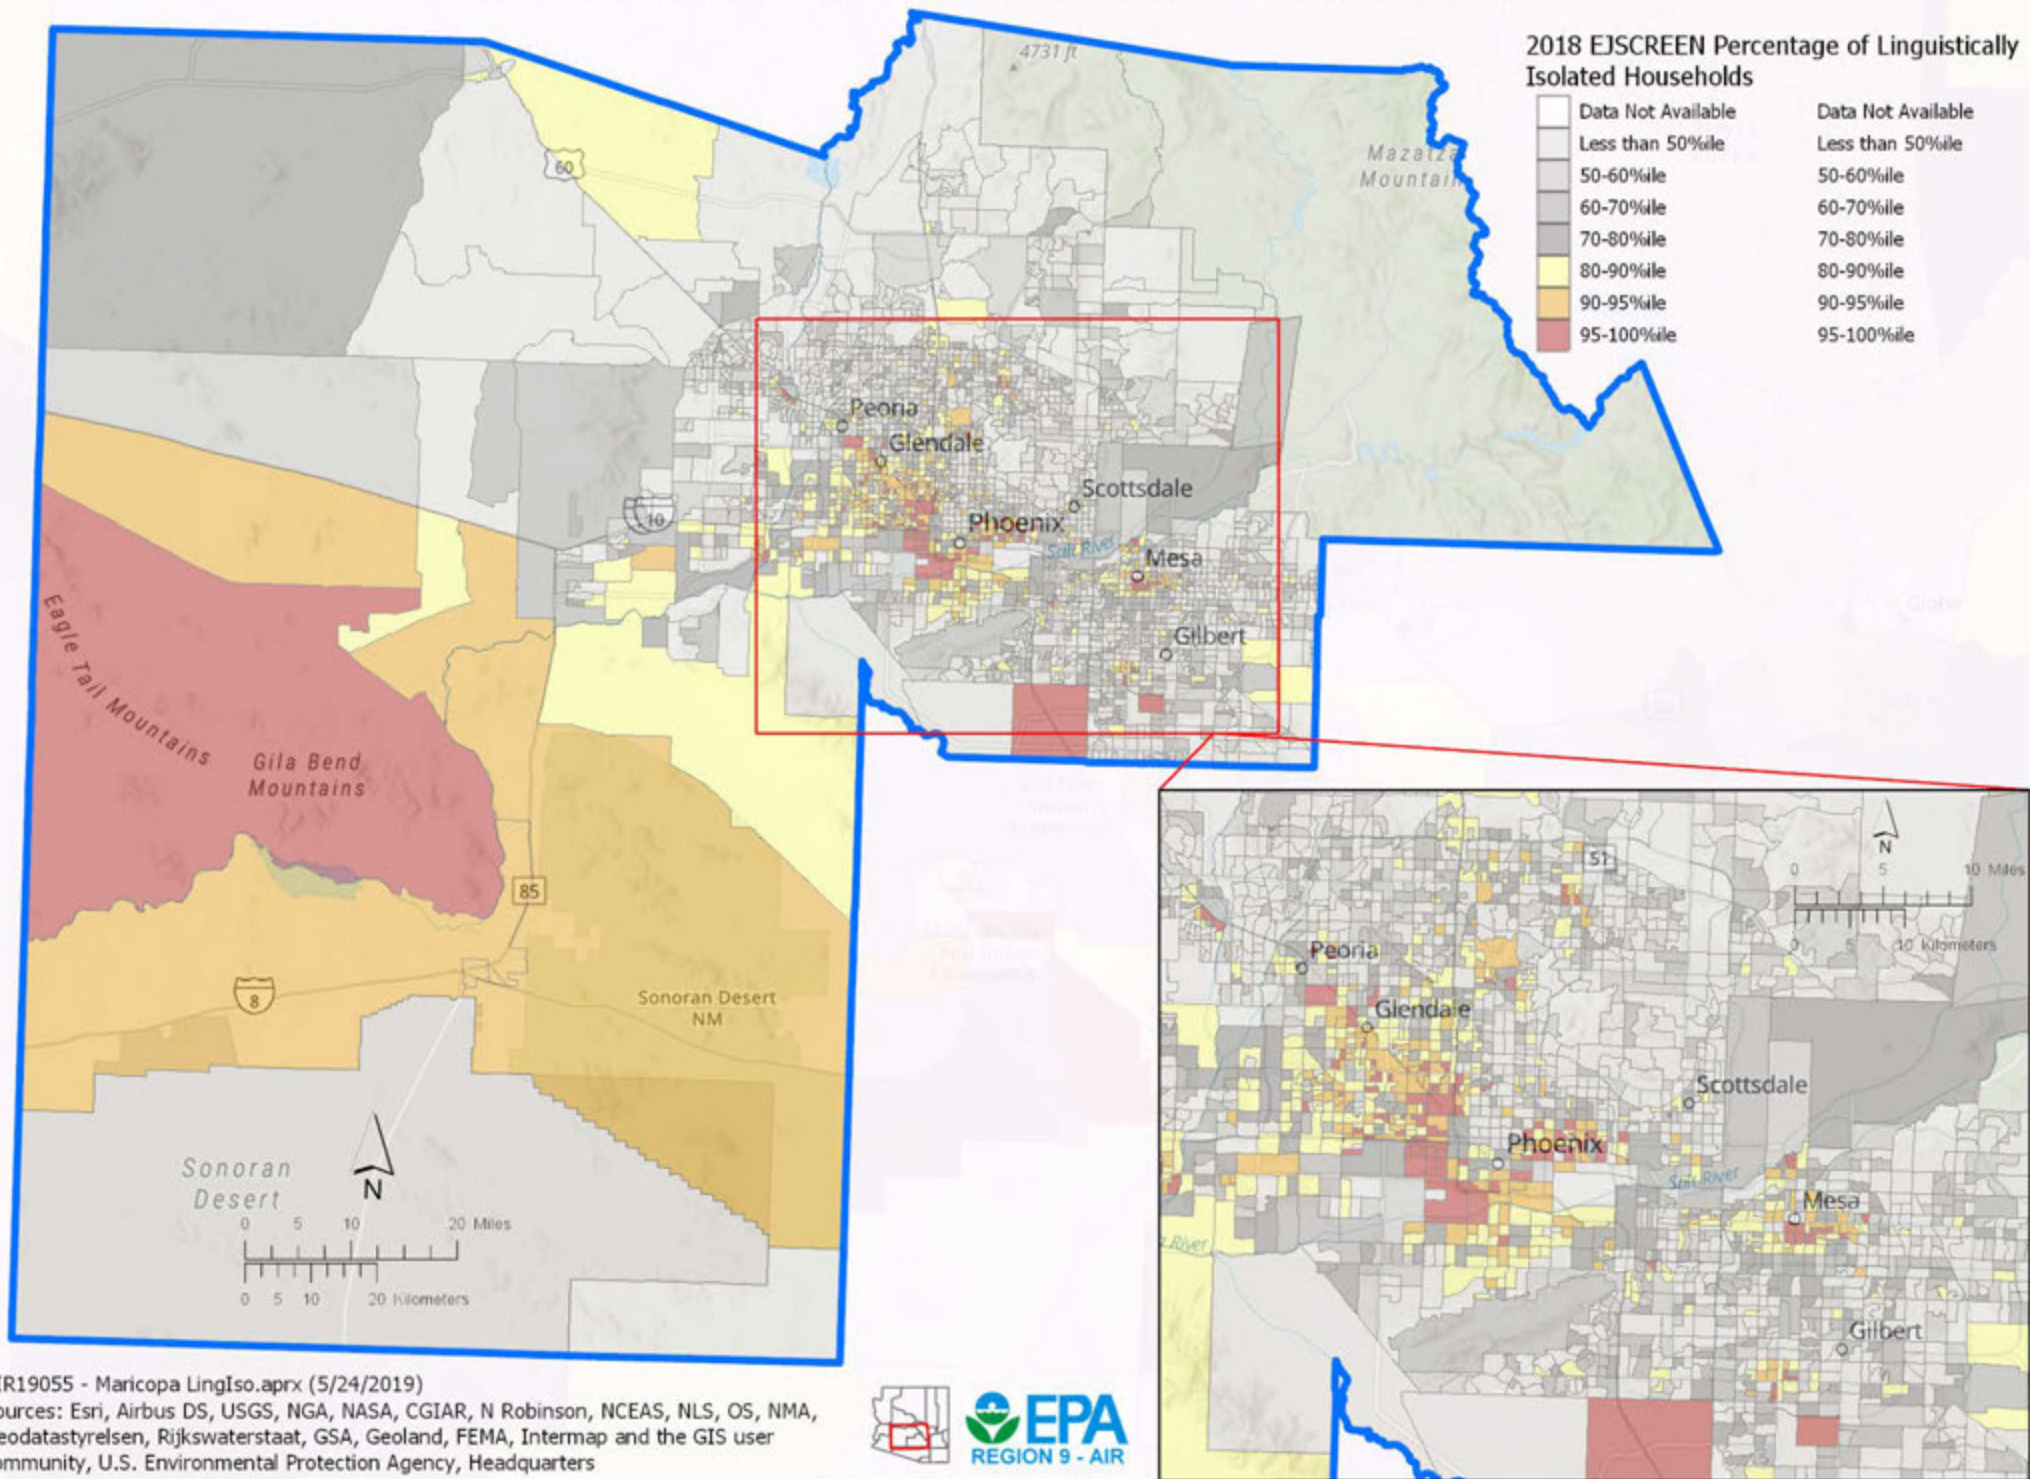 2018 EJSCREEN Percentage of Linguistically
Isolated Households
Data Not Available Data Not Available
Less than 50%ile Less than 50%ile
50-60%ile 50-60%ile
60-70%ile 60-70%ile
70-80%ile 70-80%ile
80-90%ile 80-90%ile
90-95%ile 90-95%ile
95-100%ile 95-100%ile
4731 ft
60
Mountain
Peoria
Glendale
Scottsdale
10
Phoenix
Salt River
Mesa
Gilbert
Eagle Tail Mountains
Gila Bend
Mountains
85
8
Sonoran Desert
NM
Sonoran
Desert
N
0 5 10 20 Miles
0 5 10 20 Kilometers
51
N
0 5 10 Miles
0 5 10 Kilometers
Peoria
Glendale
Scottsdale
Phoenix
Salt River
Mesa
River
Gilbert
R19055 - Maricopa LingIso.aprx (5/24/2019)
ources: Esri, Airbus DS, USGS, NGA, NASA, CGIAR, N Robinson, NCEAS, NLS, OS, NMA,
eodatastyrelsen, Rijkswaterstaat, GSA, Geoland, FEMA, Intermap and the GIS user
ommunity, U.S. Environmental Protection Agency, Headquarters
EPA
REGION 9 - AIR